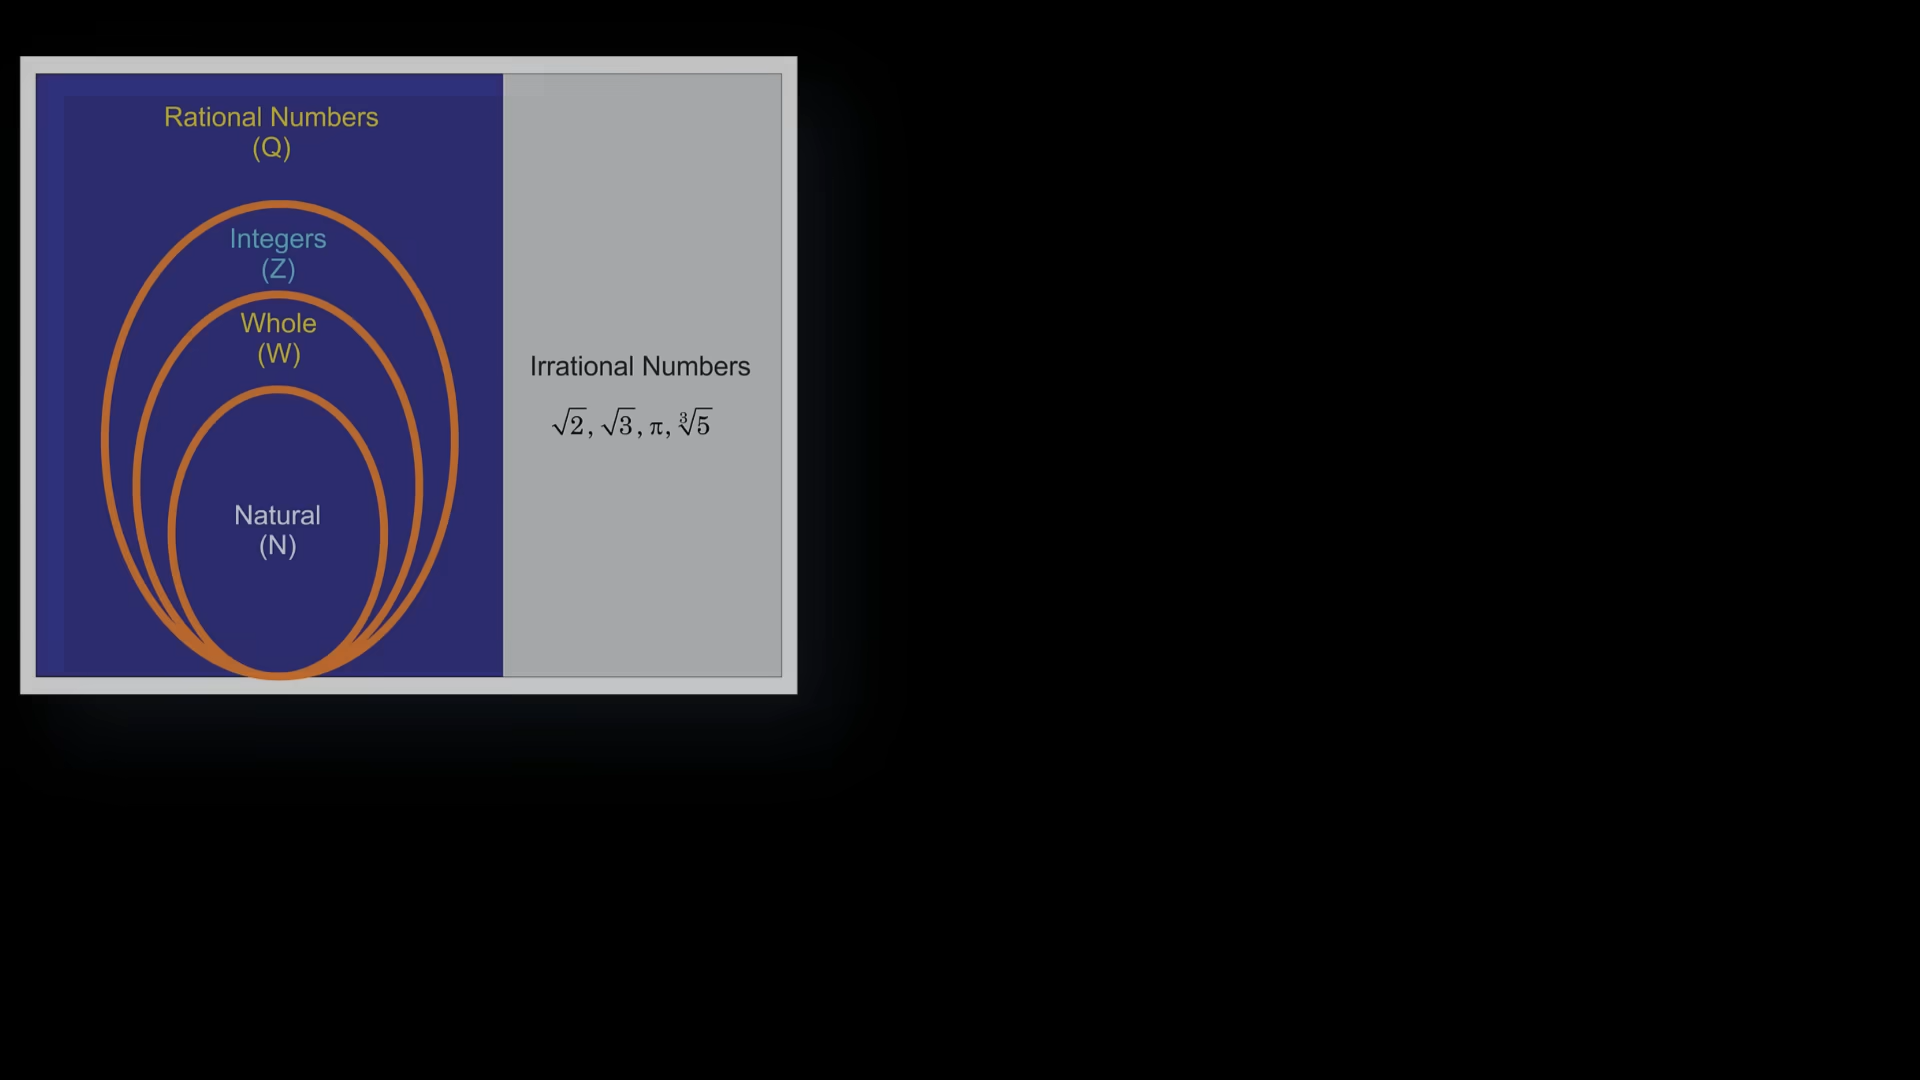 Rational Numbers
(Q)
Integers
(Z)
Whole
(W)
Natural
(N)
Irrational Numbers
√2, √3, π, ∛5